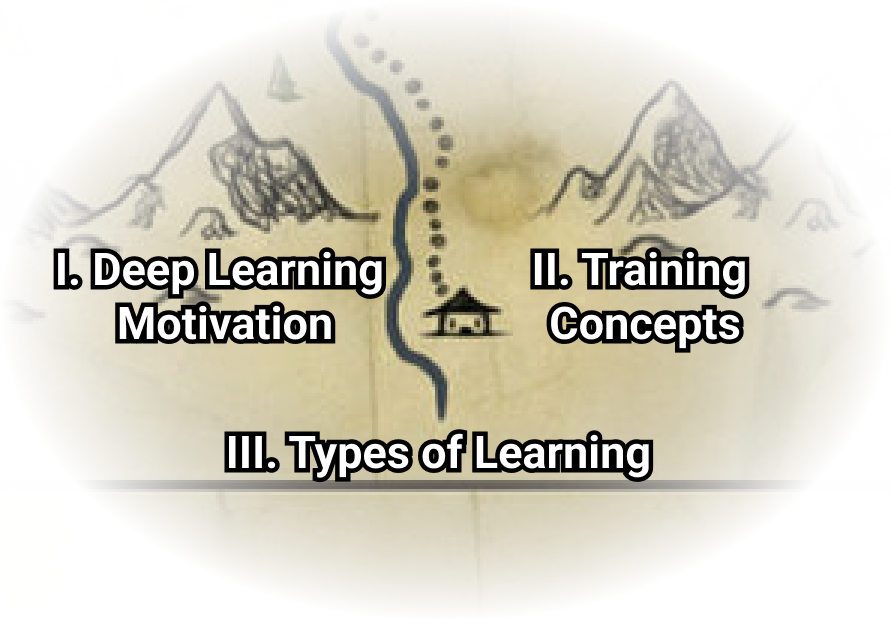 I. Deep Learning
Motivation
II. Training
Concepts
III. Types of Learning